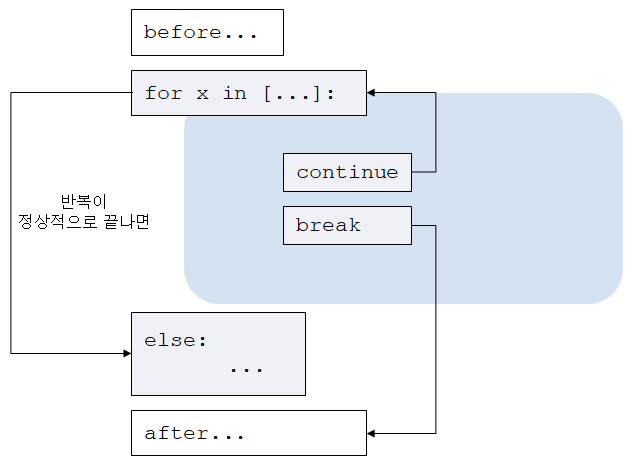 before...
for x in [...]:
continue
반복이
정상적으로 끝나면
break
else:
...
after...